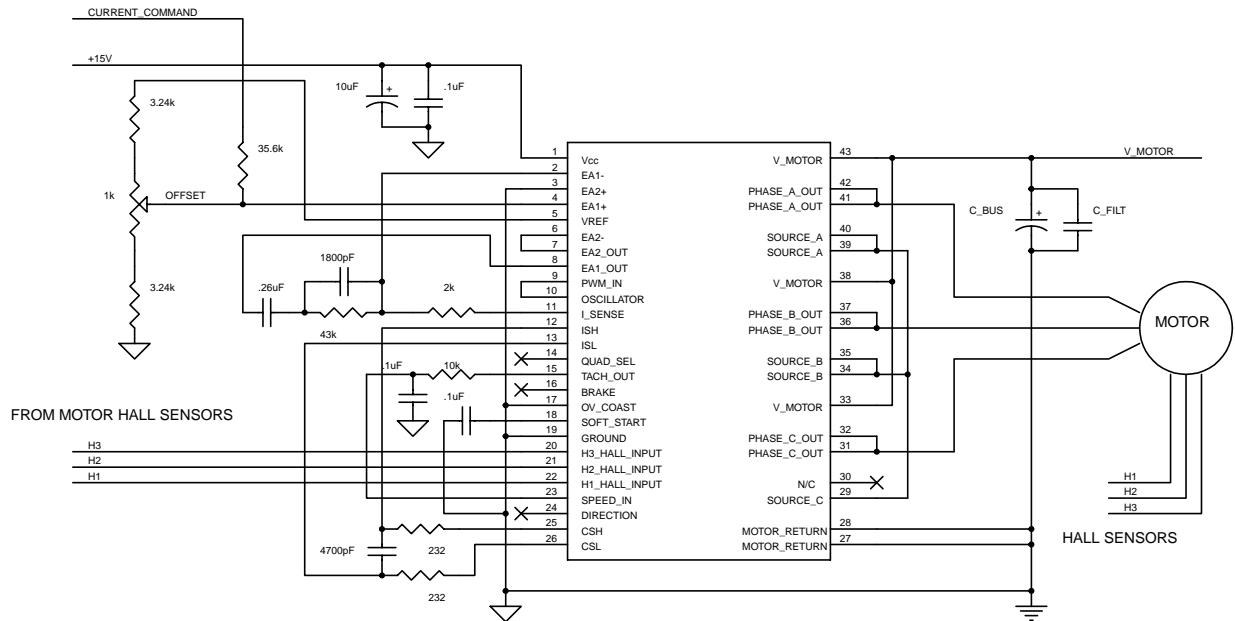 CURRENT_COMMAND
+15V
3.24k
10uF
+
.1uF
35.6k
1k
OFFSET
3.24k
1800pF
.26uF
2k
43k
.1uF
10k
.1uF
FROM MOTOR HALL SENSORS
H3
H2
H1
4700pF
232
232
1 Vcc
2 EA1-
3 EA2+
4 EA1+
5 VREF
6 EA2-
7 EA2_OUT
8 EA1_OUT
9 PWM_IN
10 OSCILLATOR
11 I_SENSE
12 ISH
13 ISL
14 QUAD_SEL
15 TACH_OUT
16 BRAKE
17 OV_COAST
18 SOFT_START
19 GROUND
20 H3_HALL_INPUT
21 H2_HALL_INPUT
22 H1_HALL_INPUT
23 SPEED_IN
24 DIRECTION
25 CSH
26 CSL
V_MOTOR 43
PHASE_A_OUT 42
PHASE_A_OUT 41
SOURCE_A 40
SOURCE_A 39
V_MOTOR 38
PHASE_B_OUT 37
PHASE_B_OUT 36
SOURCE_B 35
SOURCE_B 34
V_MOTOR 33
PHASE_C_OUT 32
PHASE_C_OUT 31
N/C 30
SOURCE_C 29
MOTOR_RETURN 28
MOTOR_RETURN 27
V_MOTOR
C_BUS
+
C_FILT
MOTOR
H1
H2
H3
HALL SENSORS